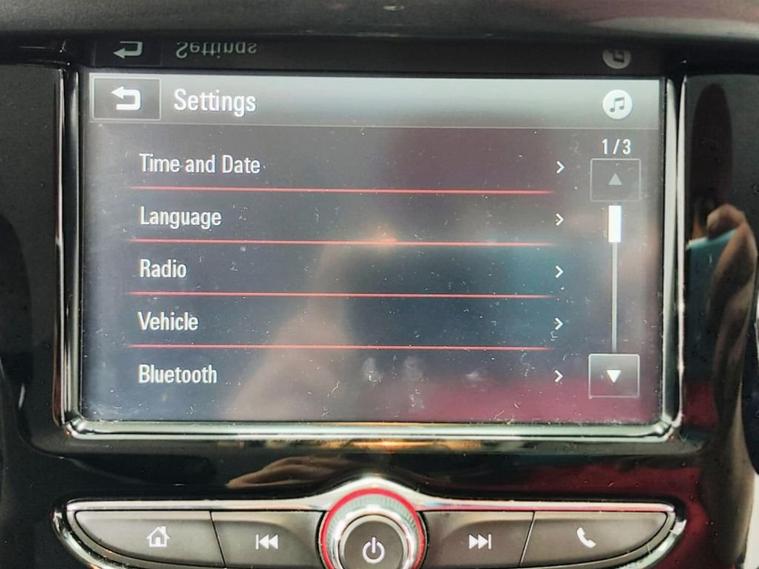 Settings
1/3
Time and Date
Language
Radio
Vehicle
Bluetooth